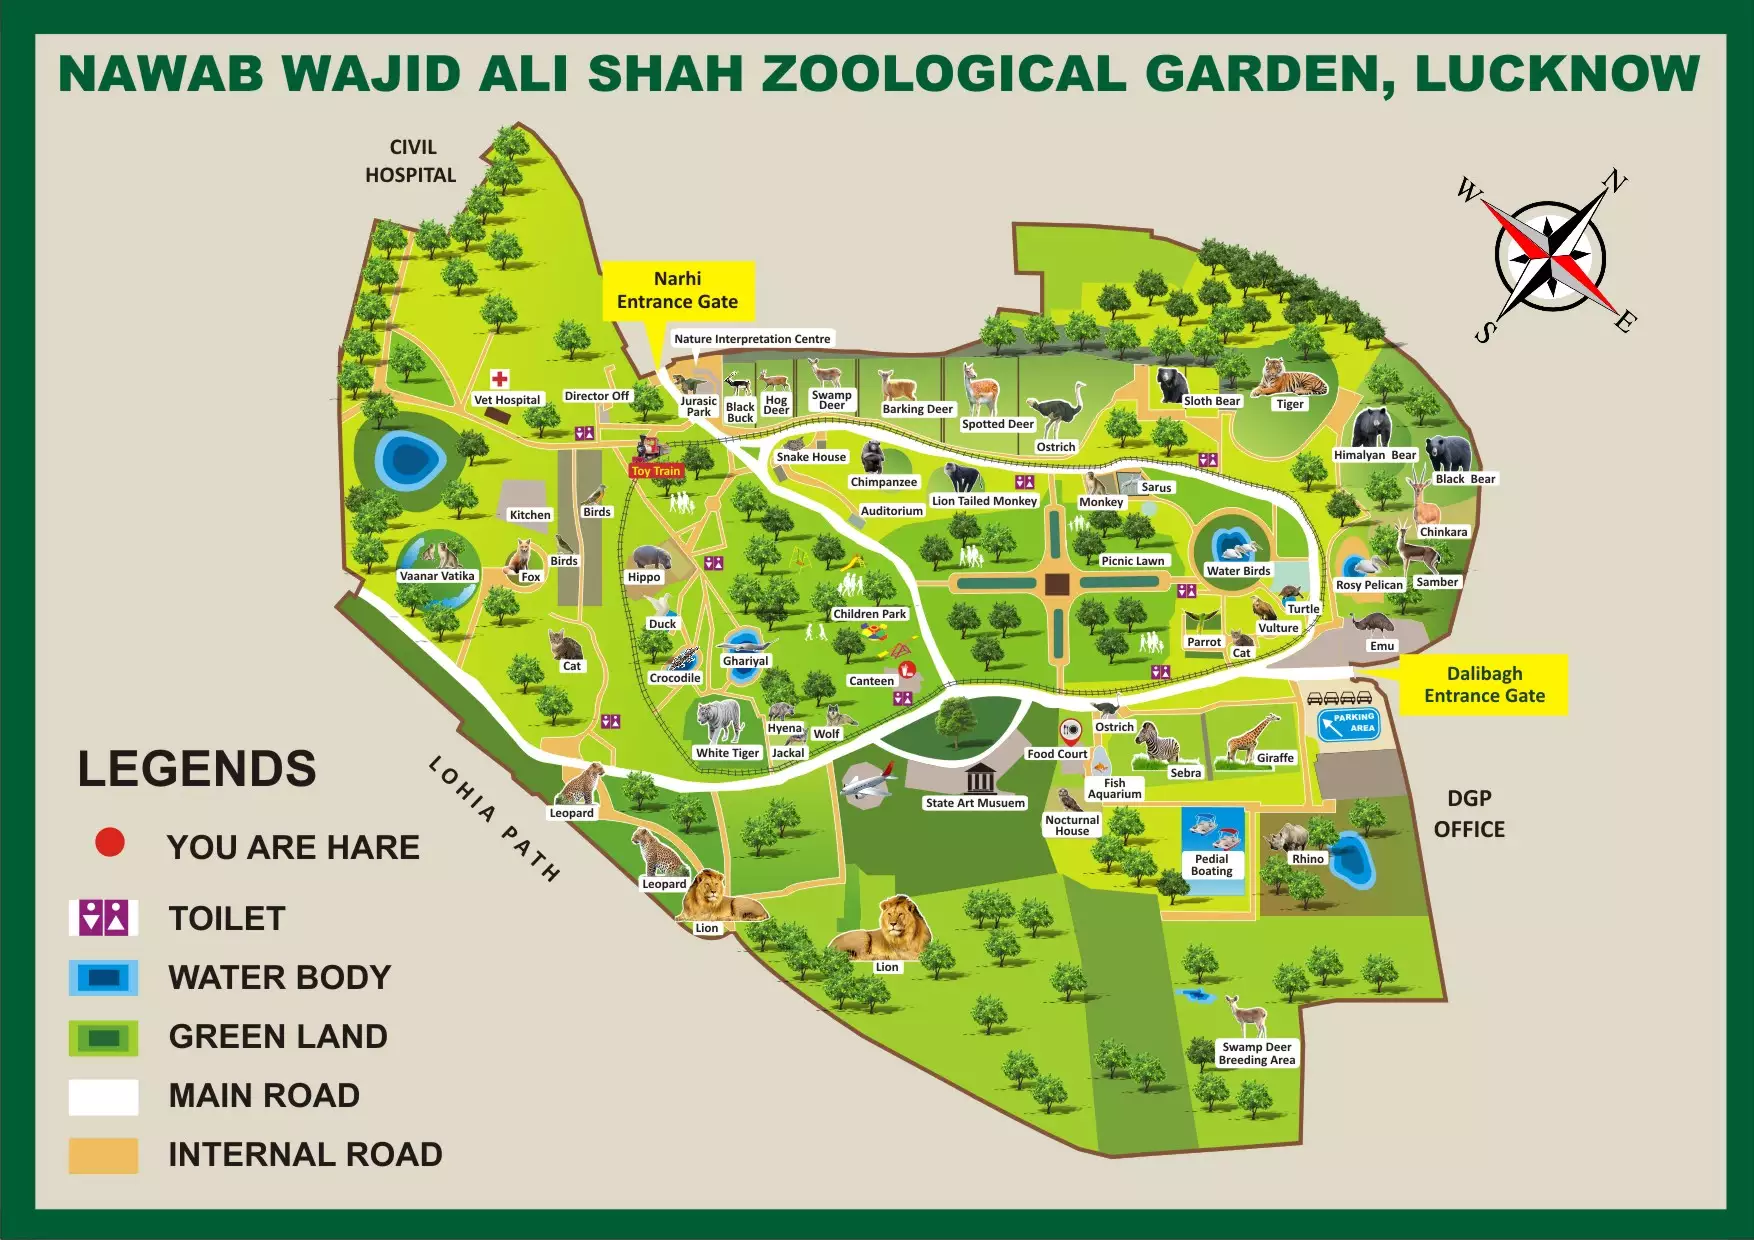 NAWAB WAJID ALI SHAH ZOOLOGICAL GARDEN, LUCKNOW
CIVIL
HOSPITAL
N
W
E
S
Narhi
Entrance Gate
Nature Interpretation Centre
Vet Hospital
Director Off
Jurasic
Park
Black
Buck
Hog
Deer
Swamp
Deer
Barking Deer
Spotted Deer
Ostrich
Sloth Bear
Tiger
Himalyan Bear
Black Bear
Toy Train
Snake House
Chimpanzee
Lion Tailed Monkey
Monkey
Sarus
Auditorium
Kitchen
Birds
Chinkara
Vaanar Vatika
Fox
Birds
Hippo
Picnic Lawn
Water Birds
Rosy Pelican
Samber
Turtle
Duck
Children Park
Vulture
Parrot
Cat
Emu
Cat
Ghariyal
Crocodile
Canteen
Dalibagh
Entrance Gate
White Tiger
Hyena
Jackal
Wolf
Ostrich
Food Court
Sebra
Giraffe
PARKING
AREA
Fish
Aquarium
State Art Musuem
Nocturnal
House
Leopard
DGP
OFFICE
LOHIA PATH
Leopard
Lion
Lion
Pedial
Boating
Rhino
Swamp Deer
Breeding Area
LEGENDS
YOU ARE HARE
TOILET
WATER BODY
GREEN LAND
MAIN ROAD
INTERNAL ROAD